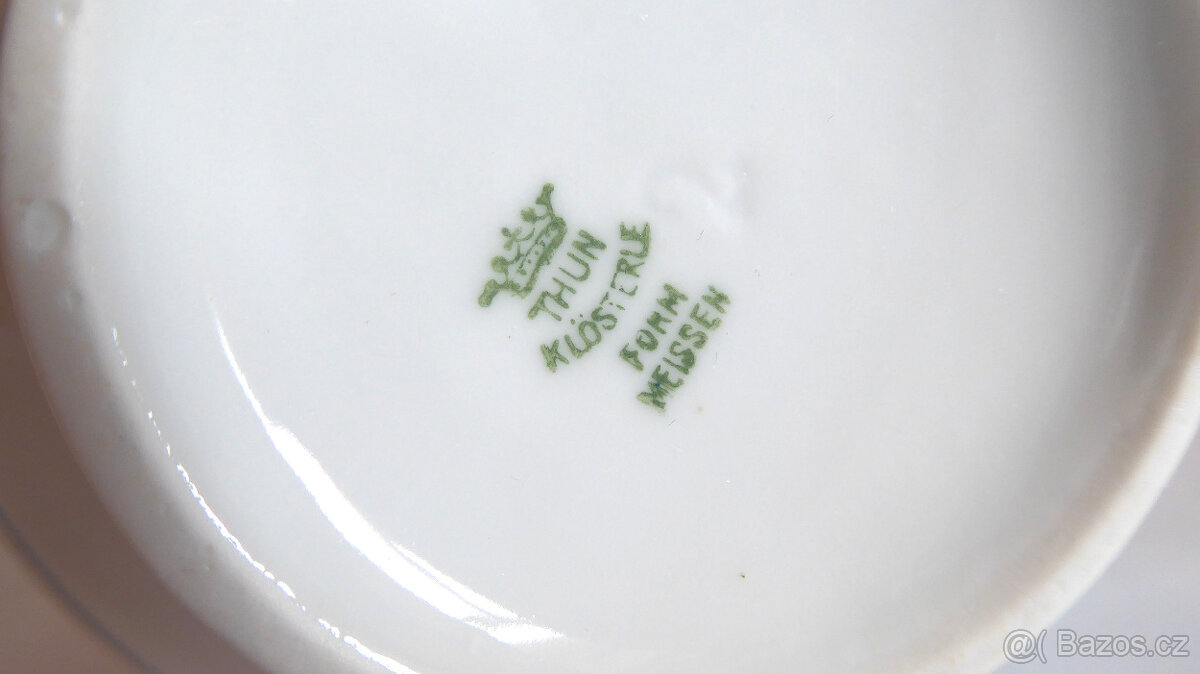 THUN
KLÖSTERLE
FORM
MEISSEN
@( Bazos.cz